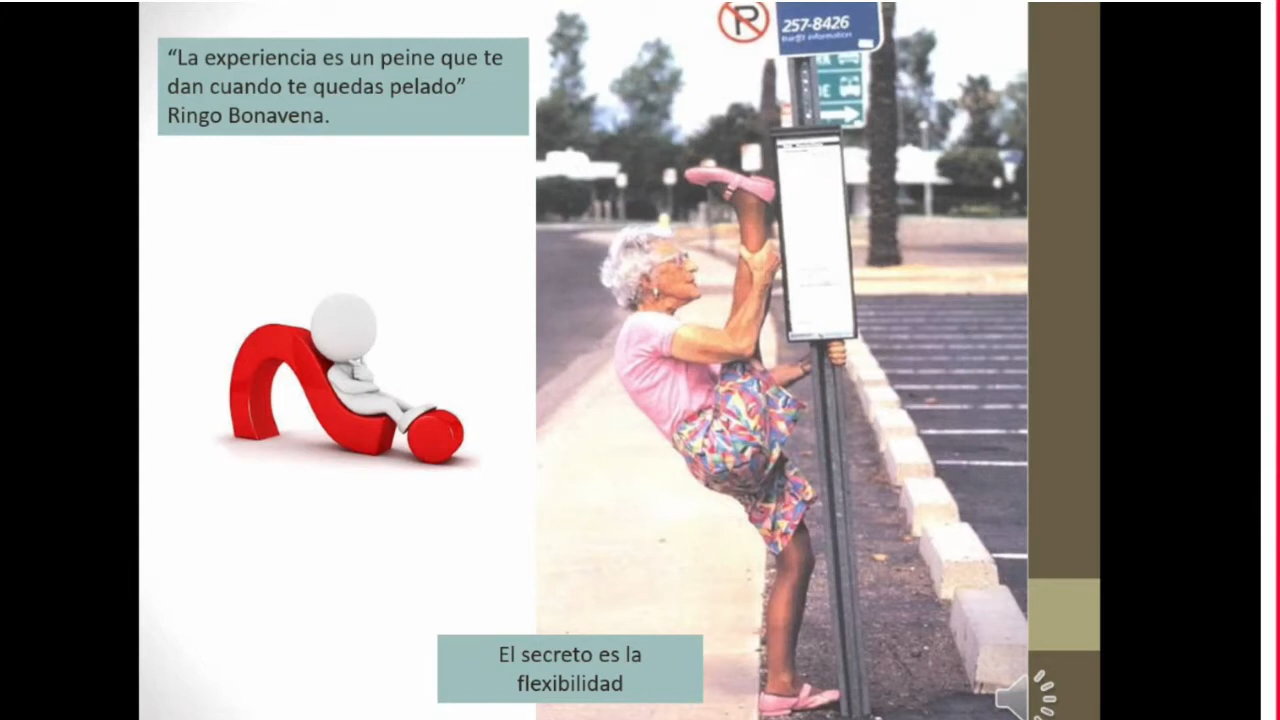 “La experiencia es un peine que te
dan cuando te quedas pelado”
Ringo Bonavena.
P
257-8426
El secreto es la
flexibilidad